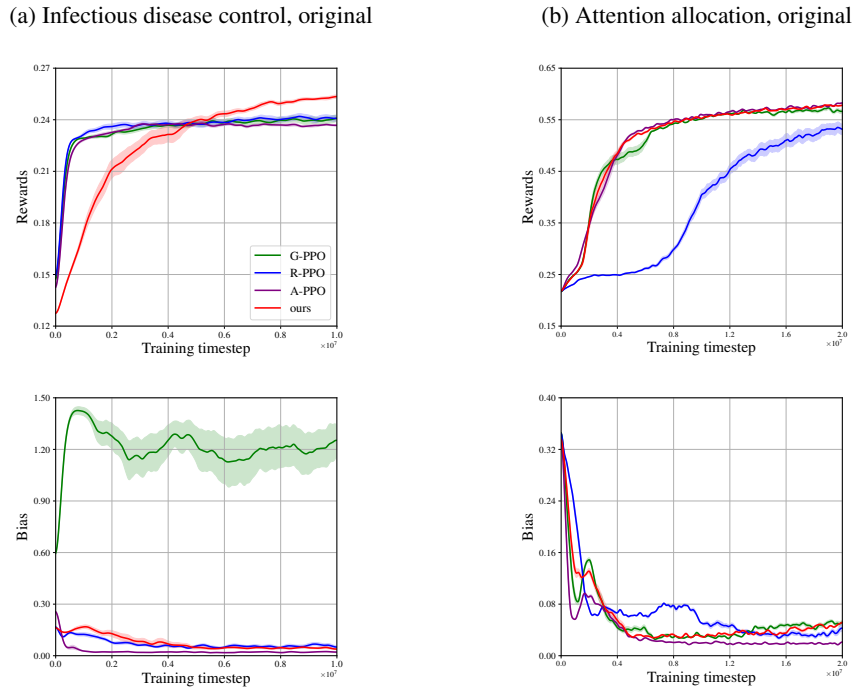 (a) Infectious disease control, original
(b) Attention allocation, original
0.27
0.24
0.21
0.18
0.15
0.12
Rewards
G-PPO
R-PPO
A-PPO
ours
0.0 0.2 0.4 0.6 0.8 1.0
Training timestep ×10⁷
0.65
0.55
0.45
0.35
0.25
0.15
Rewards
0.0 0.4 0.8 1.2 1.6 2.0
Training timestep ×10⁷
1.50
1.20
0.90
0.60
0.30
0.00
Bias
0.0 0.2 0.4 0.6 0.8 1.0
Training timestep ×10⁷
0.40
0.32
0.24
0.16
0.08
0.00
Bias
0.0 0.4 0.8 1.2 1.6 2.0
Training timestep ×10⁷